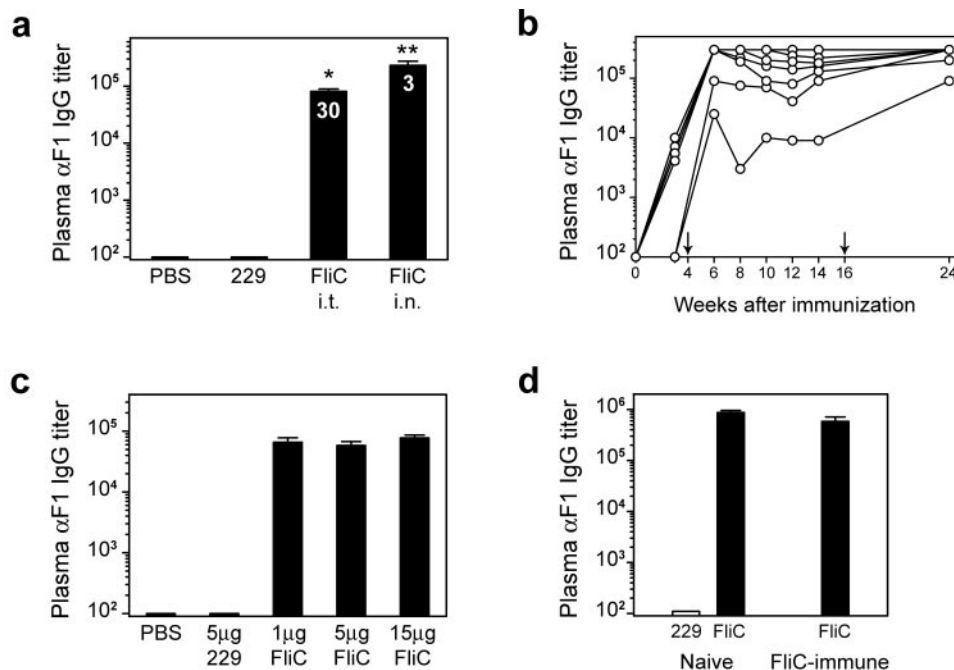 a
Plasma αF1 IgG titer
10⁵
10⁴
10³
10²
* **
30 3
PBS 229 FliC FliC
i.t. i.n.
b
Plasma αF1 IgG titer
10⁵
10⁴
10³
10²
0 4 6 8 10 12 14 16 24
Weeks after immunization
c
Plasma αF1 IgG titer
10⁵
10⁴
10³
10²
PBS 5μg 1μg 5μg 15μg
229 FliC FliC FliC
d
Plasma αF1 IgG titer
10⁶
10⁵
10⁴
10³
10²
229 FliC FliC
Naive FliC-immune